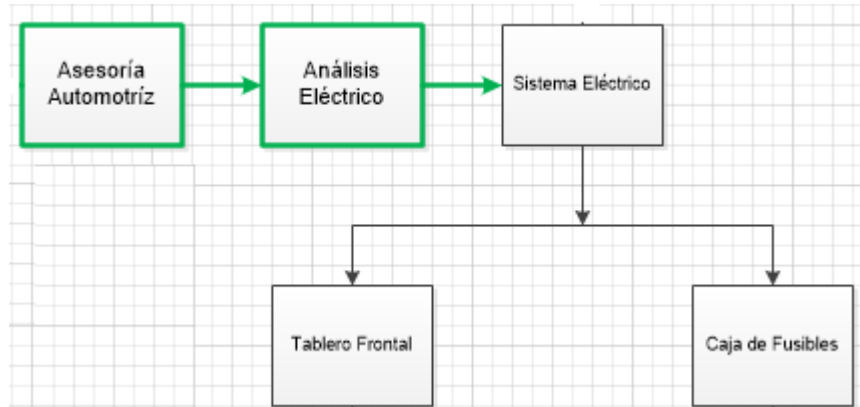 Asesoría
Automotríz
Análisis
Eléctrico
Sistema Eléctrico
Tablero Frontal
Caja de Fusibles